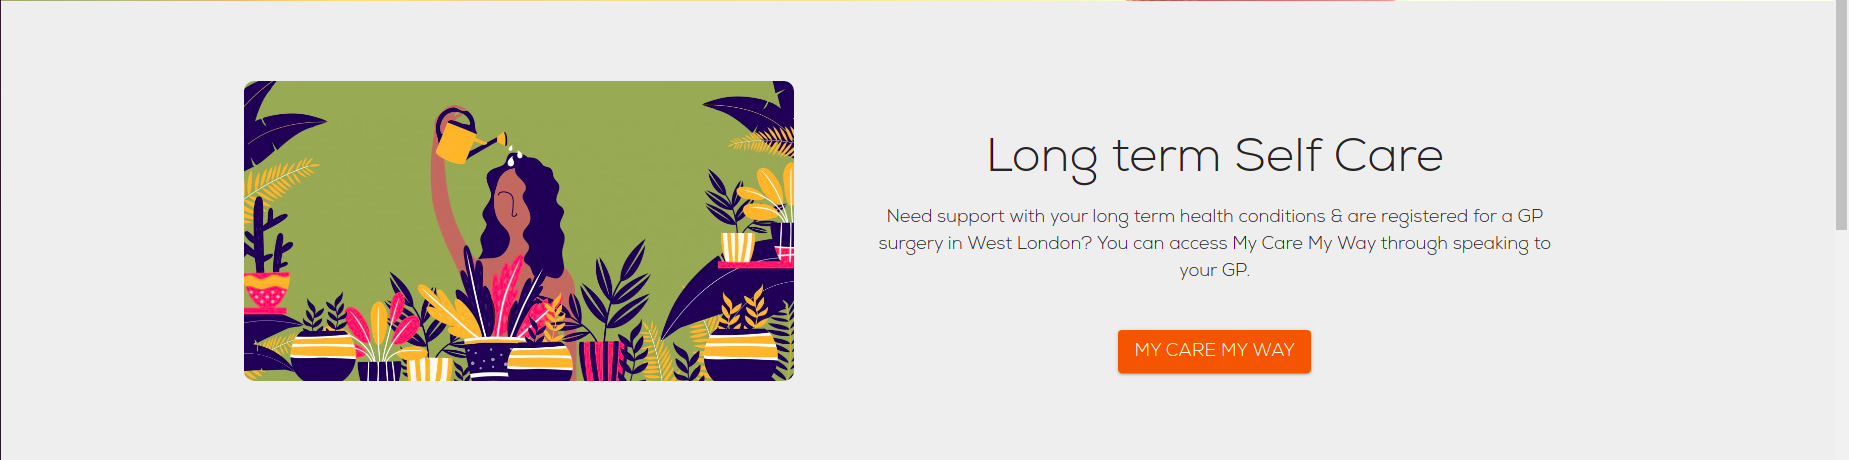 Long term Self Care
Need support with your long term health conditions & are registered for a GP
surgery in West London? You can access My Care My Way through speaking to
your GP.
MY CARE MY WAY